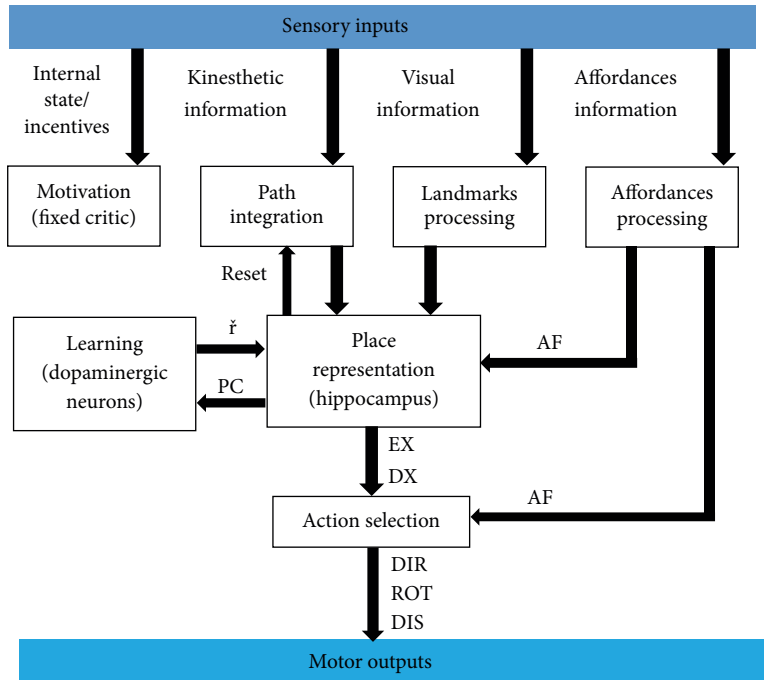 Sensory inputs
Internal
state/
incentives
Kinesthetic
information
Visual
information
Affordances
information
Motivation
(fixed critic)
Path
integration
Landmarks
processing
Affordances
processing
Reset
Learning
(dopaminergic
neurons)
ř
PC
Place
representation
(hippocampus)
AF
EX
DX
Action selection
AF
DIR
ROT
DIS
Motor outputs